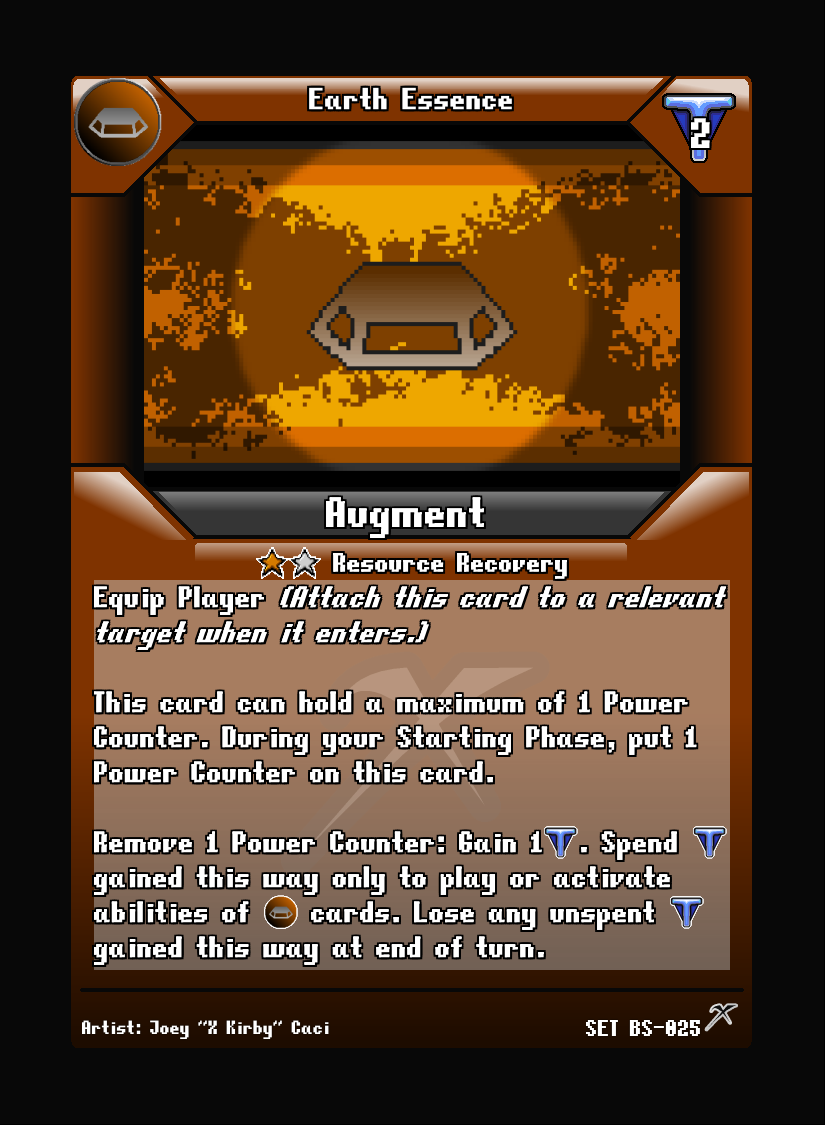 Earth Essence
2
Augment
Resource Recovery
Equip Player (Attach this card to a relevant
target when it enters.)
This card can hold a maximum of 1 Power
Counter. During your Starting Phase, put 1
Power Counter on this card.
Remove 1 Power Counter: Gain 1 T. Spend T
gained this way only to play or activate
abilities of cards. Lose any unspent T
gained this way at end of turn.
Artist: Joey "X Kirby" Caci
SET BS-025